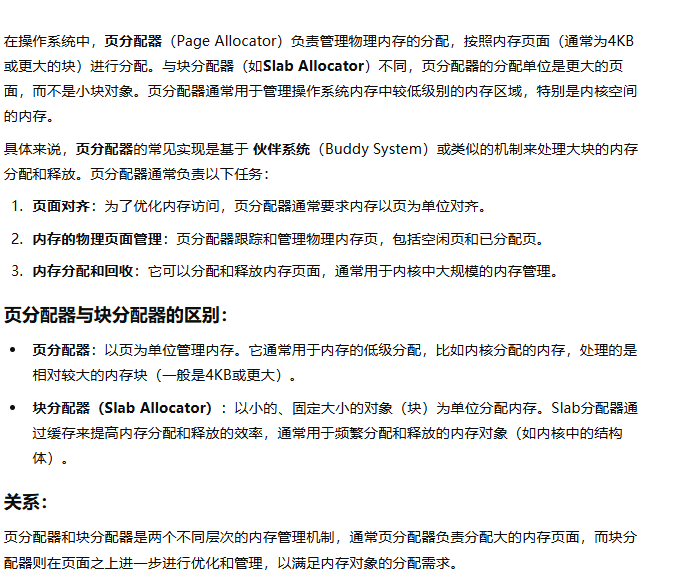 在操作系统中，页分配器（Page Allocator）负责管理物理内存的分配，按照内存页面（通常为4KB
或更大的块）进行分配。与块分配器（如Slab Allocator）不同，页分配器的分配单位是更大的页
面，而不是小块对象。页分配器通常用于管理操作系统内存中较低级别的内存区域，特别是内核空间
的内存。
具体来说，页分配器的常见实现是基于 伙伴系统（Buddy System）或类似的机制来处理大块的内存
分配和释放。页分配器通常负责以下任务：
1. 页面对齐：为了优化内存访问，页分配器通常要求内存以页为单位对齐。
2. 内存的物理页面管理：页分配器跟踪和管理物理内存页，包括空闲页和已分配页。
3. 内存分配和回收：它可以分配和释放内存页面，通常用于内核中大规模的内存管理。
页分配器与块分配器的区别：
• 页分配器：以页为单位管理内存。它通常用于内存的低级分配，比如内核分配的内存，处理的是
相对较大的内存块（一般是4KB或更大）。
• 块分配器（Slab Allocator）：以小的、固定大小的对象（块）为单位分配内存。Slab分配器通
过缓存来提高内存分配和释放的效率，通常用于频繁分配和释放的内存对象（如内核中的结构
体）。
关系：
页分配器和块分配器是两个不同层次的内存管理机制，通常页分配器负责分配大的内存页面，而块分
配器则在页面之上进一步进行优化和管理，以满足内存对象的分配需求。